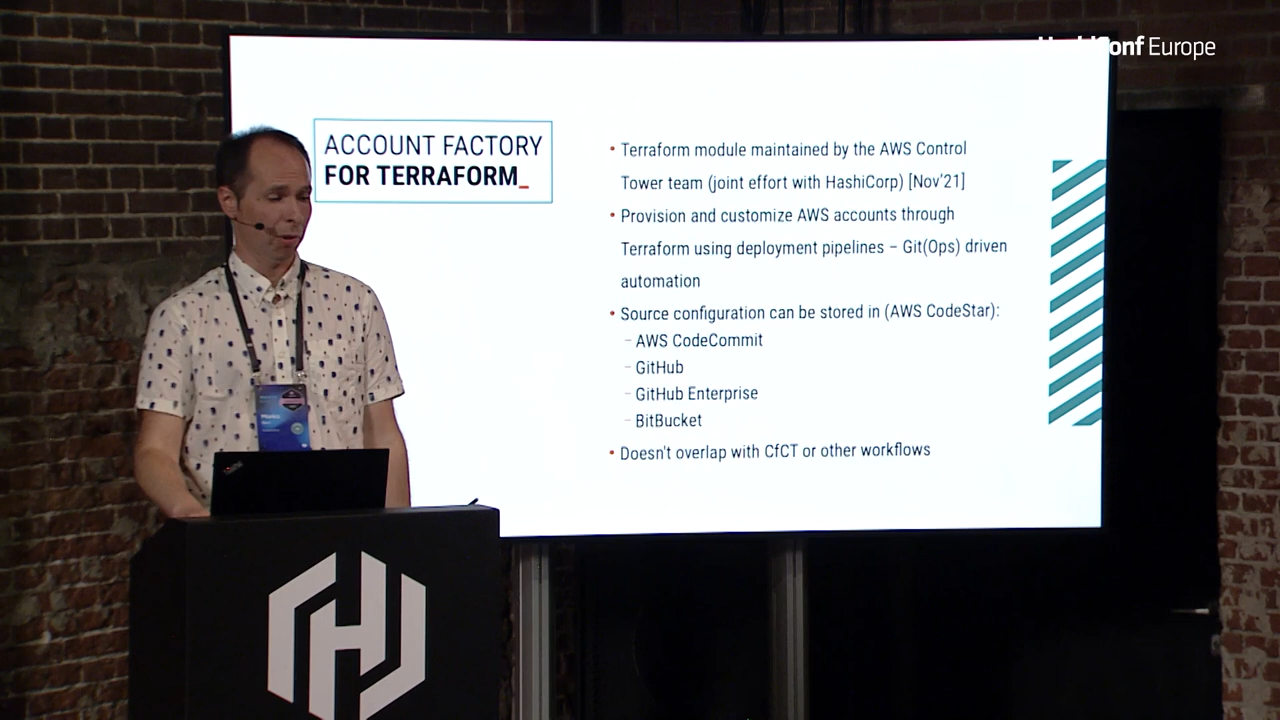 HashiConf Europe
ACCOUNT FACTORY
FOR TERRAFORM_
• Terraform module maintained by the AWS Control
Tower team (joint effort with HashiCorp) [Nov'21]
• Provision and customize AWS accounts through
Terraform using deployment pipelines – Git(Ops) driven
automation
• Source configuration can be stored in (AWS CodeStar):
– AWS CodeCommit
– GitHub
– GitHub Enterprise
– BitBucket
• Doesn't overlap with CfCT or other workflows